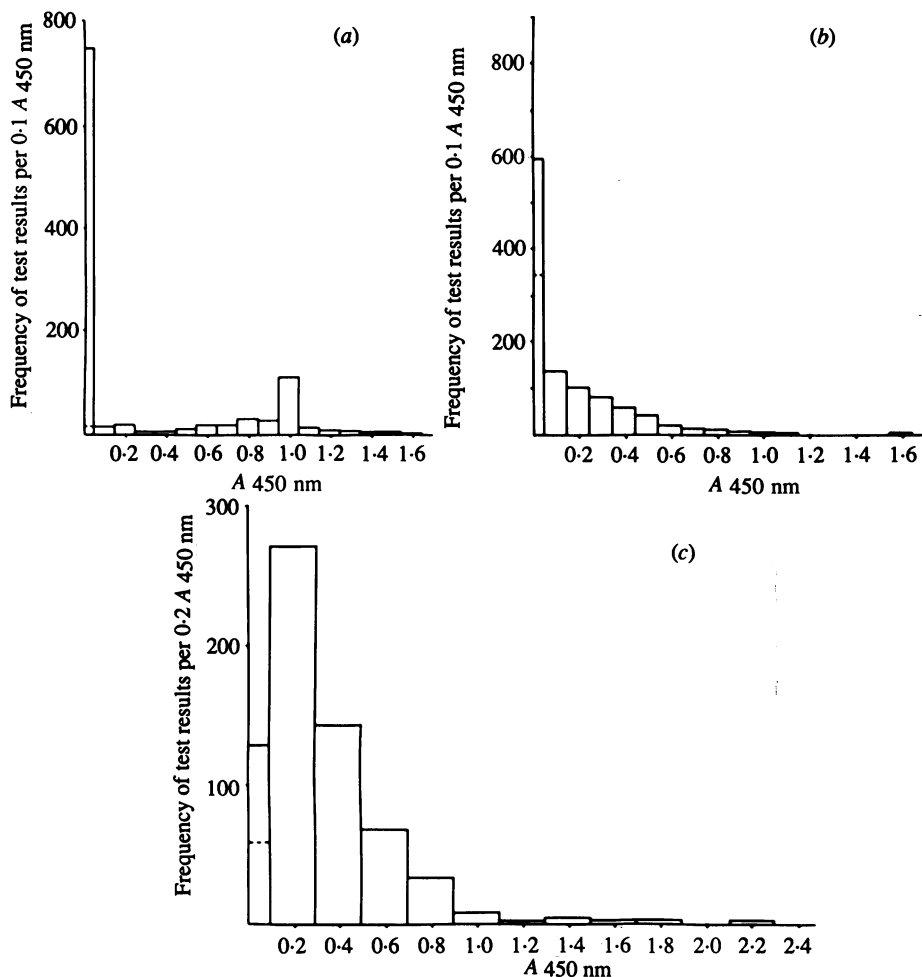 (a)
Frequency of test results per 0·1 A 450 nm
800
600
400
200
0·2 0·4 0·6 0·8 1·0 1·2 1·4 1·6
A 450 nm
(b)
Frequency of test results per 0·1 A 450 nm
800
600
400
200
0·2 0·4 0·6 0·8 1·0 1·2 1·4 1·6
A 450 nm
(c)
Frequency of test results per 0·2 A 450 nm
300
200
100
0·2 0·4 0·6 0·8 1·0 1·2 1·4 1·6 1·8 2·0 2·2 2·4
A 450 nm